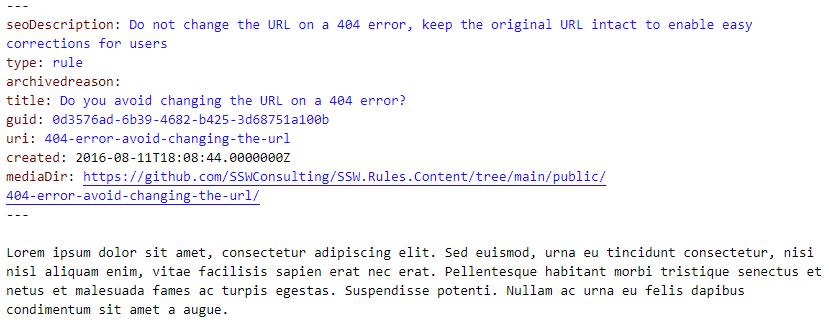 ---
seoDescription: Do not change the URL on a 404 error, keep the original URL intact to enable easy
corrections for users
type: rule
archivedreason:
title: Do you avoid changing the URL on a 404 error?
guid: 0d3576ad-6b39-4682-b425-3d68751a100b
uri: 404-error-avoid-changing-the-url
created: 2016-08-11T18:08:44.0000000Z
mediaDir: https://github.com/SSWConsulting/SSW.Rules.Content/tree/main/public/
404-error-avoid-changing-the-url/
---
Lorem ipsum dolor sit amet, consectetur adipiscing elit. Sed euismod, urna eu tincidunt consectetur, nisi
nisl aliquam enim, vitae facilisis sapien erat nec erat. Pellentesque habitant morbi tristique senectus et
netus et malesuada fames ac turpis egestas. Suspendisse potenti. Nullam ac urna eu felis dapibus
condimentum sit amet a augue.